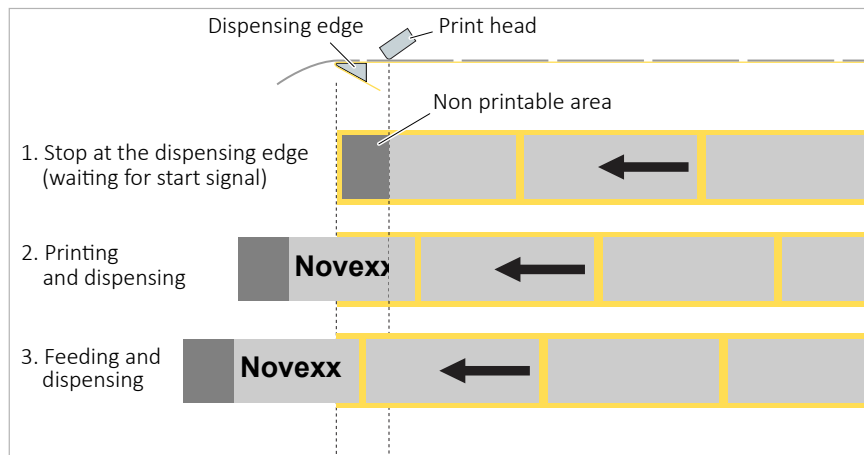 Dispensing edge
Print head
Non printable area
1. Stop at the dispensing edge
(waiting for start signal)
2. Printing
and dispensing
Novexx
3. Feeding and
dispensing
Novexx